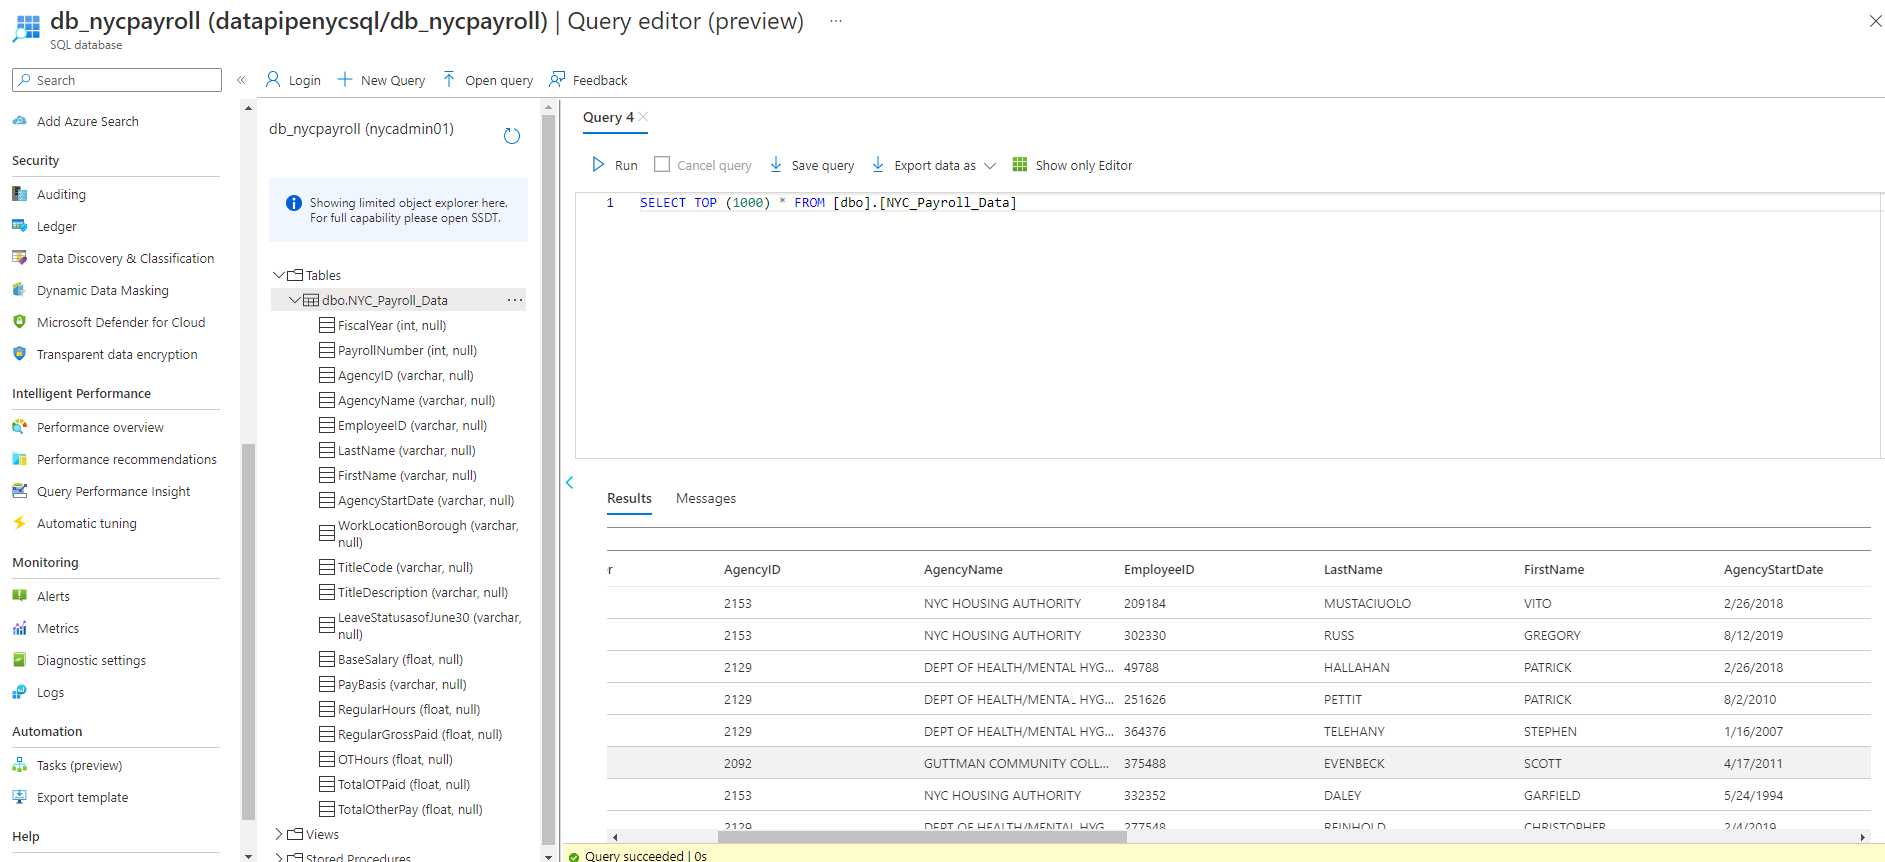 db_nycpayroll (datapipenycsql/db_nycpayroll) | Query editor (preview) ...
SQL database
Search
«
Login
New Query
Open query
Feedback
Add Azure Search
Security
Auditing
Ledger
Data Discovery & Classification
Dynamic Data Masking
Microsoft Defender for Cloud
Transparent data encryption
Intelligent Performance
Performance overview
Performance recommendations
Query Performance Insight
Automatic tuning
Monitoring
Alerts
Metrics
Diagnostic settings
Logs
Automation
Tasks (preview)
Export template
Help
db_nycpayroll (nycadmin01)
Showing limited object explorer here.
For full capability please open SSDT.
Tables
dbo.NYC_Payroll_Data ...
FiscalYear (int, null)
PayrollNumber (int, null)
AgencyID (varchar, null)
AgencyName (varchar, null)
EmployeeID (varchar, null)
LastName (varchar, null)
FirstName (varchar, null)
AgencyStartDate (varchar, null)
WorkLocationBorough (varchar,
null)
TitleCode (varchar, null)
TitleDescription (varchar, null)
LeaveStatusasofJune30 (varchar,
null)
BaseSalary (float, null)
PayBasis (varchar, null)
RegularHours (float, null)
RegularGrossPaid (float, null)
OTHours (float, null)
TotalOTPaid (float, null)
TotalOtherPay (float, null)
Views
Stored Procedures
Query 4
Run
Cancel query
Save query
Export data as
Show only Editor
1 SELECT TOP (1000) * FROM [dbo].[NYC_Payroll_Data]
Results Messages
r AgencyID AgencyName EmployeeID LastName FirstName AgencyStartDate
2153 NYC HOUSING AUTHORITY 209184 MUSTACIUOLO VITO 2/26/2018
2153 NYC HOUSING AUTHORITY 302330 RUSS GREGORY 8/12/2019
2129 DEPT OF HEALTH/MENTAL HYG... 49788 HALLAHAN PATRICK 2/26/2018
2129 DEPT OF HEALTH/MENTAL HYG... 251626 PETTIT PATRICK 8/2/2010
2129 DEPT OF HEALTH/MENTAL HYG... 364376 TELEHANY STEPHEN 1/16/2007
2092 GUTTMAN COMMUNITY COLL... 375488 EVENBECK SCOTT 4/17/2011
2153 NYC HOUSING AUTHORITY 332352 DALEY GARFIELD 5/24/1994
2129 DEPT OF HEALTH/MENTAL HYG... 277548 REINHOLD CHRISTOPHER 2/4/2019
Query succeeded | 0s